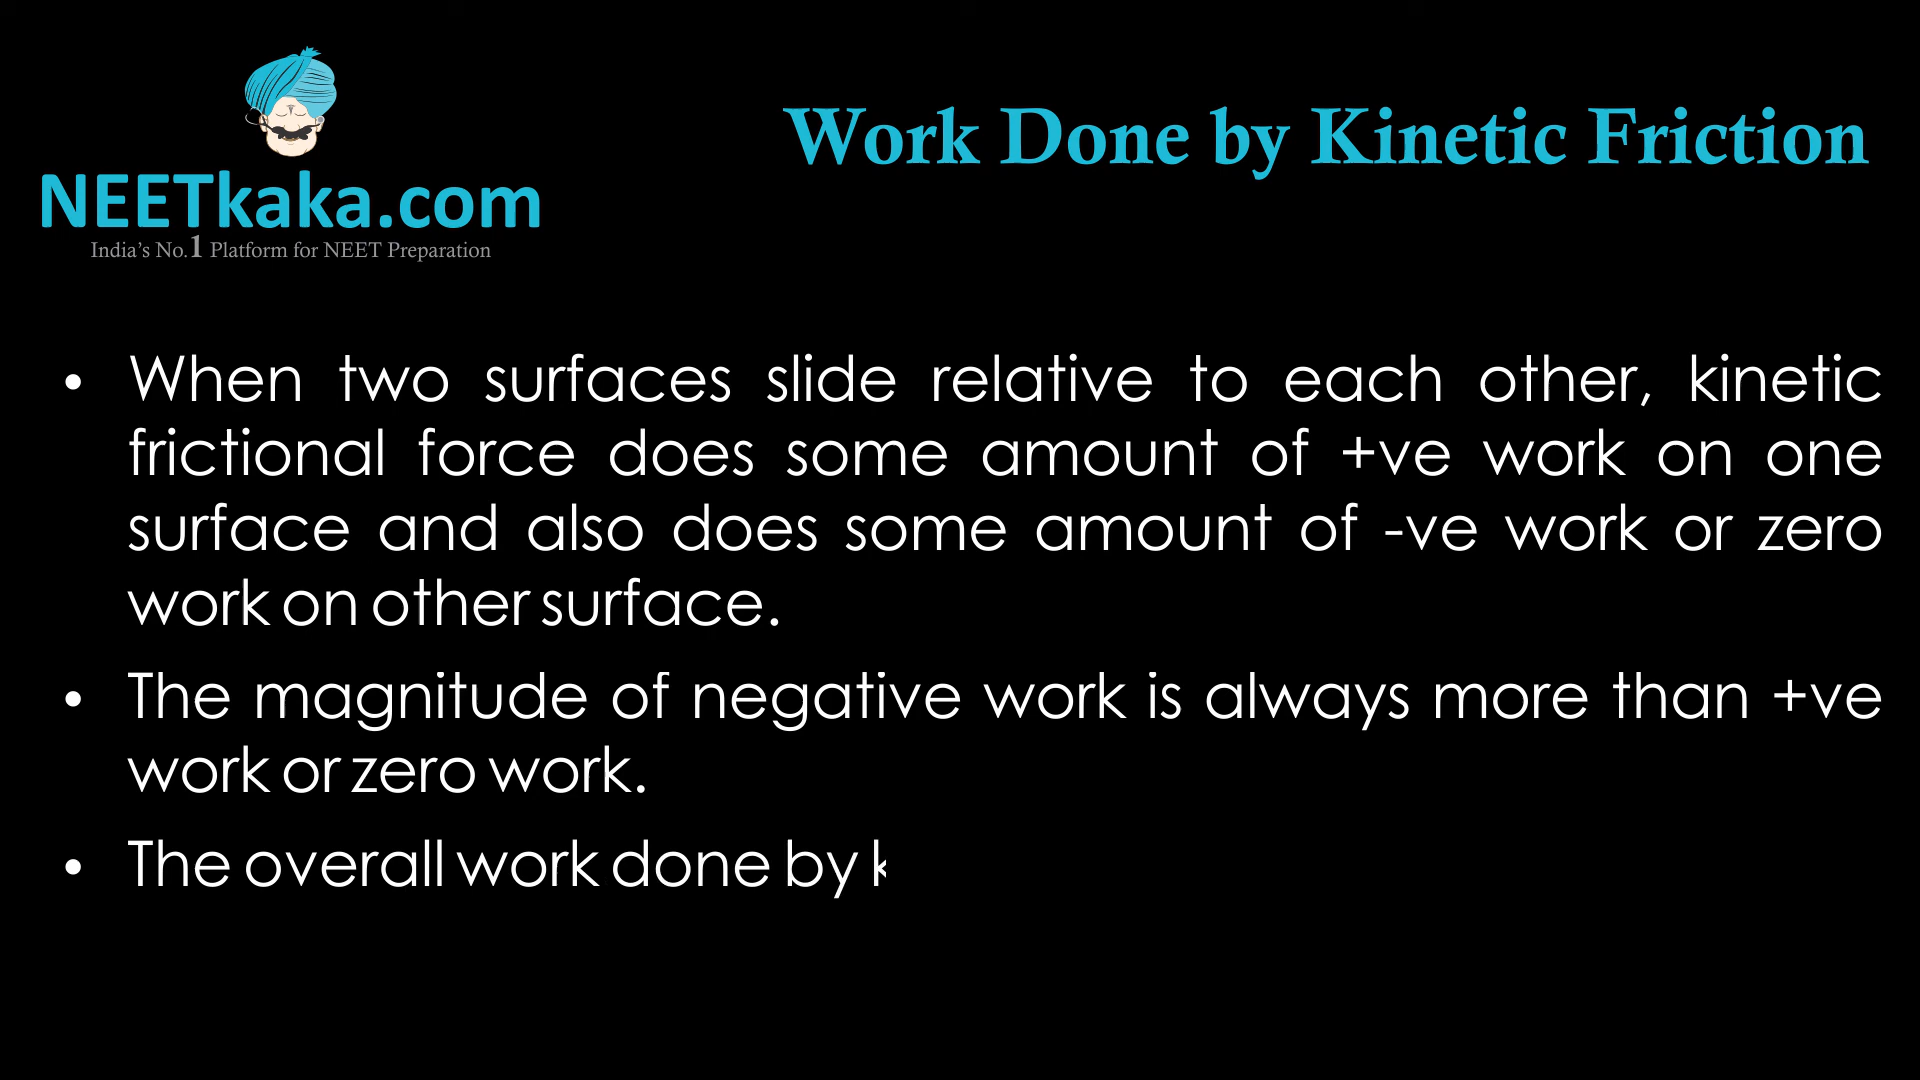 NEETkaka.com
India's No.1 Platform for NEET Preparation
Work Done by Kinetic Friction
• When two surfaces slide relative to each other, kinetic
frictional force does some amount of +ve work on one
surface and also does some amount of -ve work or zero
work on other surface.
• The magnitude of negative work is always more than +ve
work or zero work.
• The overall work done by k